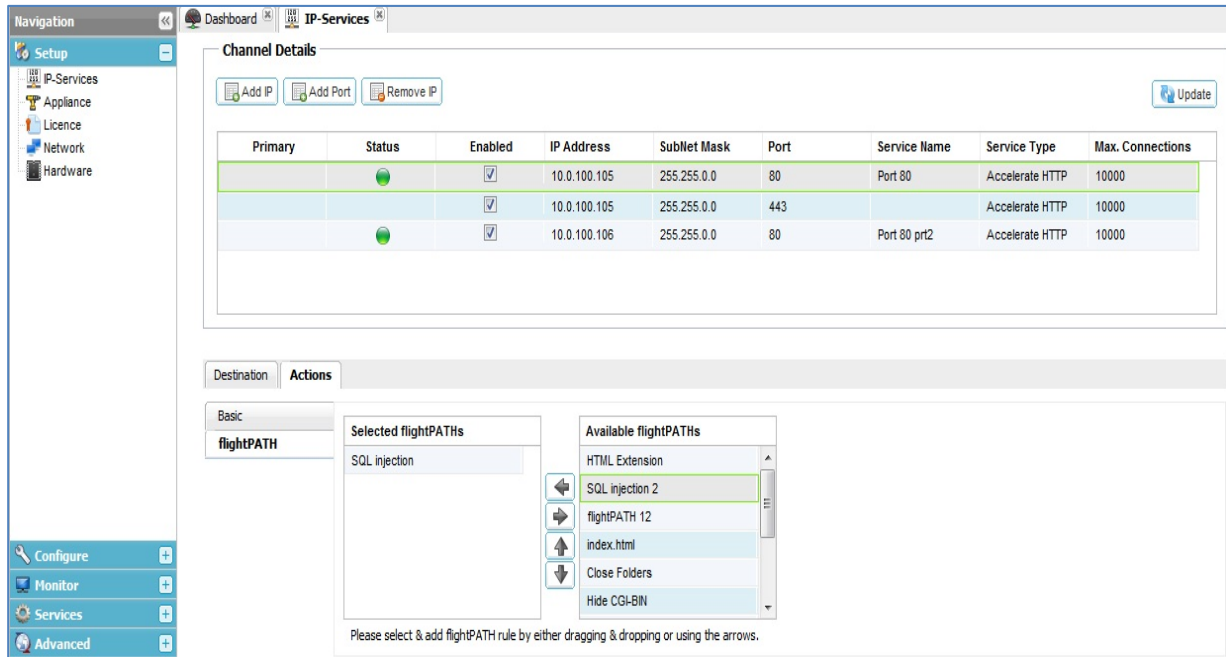 Navigation
Dashboard
IP-Services
Setup
IP-Services
Appliance
Licence
Network
Hardware
Channel Details
Add IP
Add Port
Remove IP
Update
Primary Status Enabled IP Address SubNet Mask Port Service Name Service Type Max. Connections
10.0.100.105 255.255.0.0 80 Port 80 Accelerate HTTP 10000
10.0.100.105 255.255.0.0 443 Accelerate HTTP 10000
10.0.100.106 255.255.0.0 80 Port 80 prt2 Accelerate HTTP 10000
Destination
Actions
Basic
flightPATH
Selected flightPATHs
SQL injection
Available flightPATHs
HTML Extension
SQL injection 2
flightPATH 12
index.html
Close Folders
Hide CGI-BIN
Please select & add flightPATH rule by either dragging & dropping or using the arrows.
Configure
Monitor
Services
Advanced